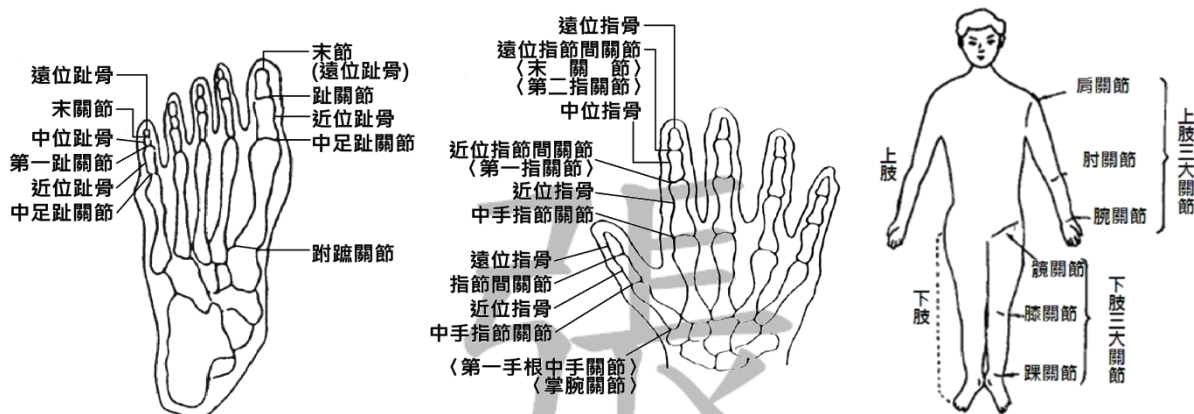 遠位趾骨
末關節
中位趾骨
第一趾關節
近位趾骨
中足趾關節
末節
(遠位趾骨)
趾關節
近位趾骨
中足趾關節
跗蹠關節
遠位指骨
遠位指節間關節
〈末關節〉
〈第二指關節〉
中位指骨
近位指節間關節
〈第一指關節〉
近位指骨
中手指節關節
遠位指骨
指節間關節
近位指骨
中手指節關節
〈第一手根中手關節〉
〈掌腕關節〉
上肢
肩關節
肘關節
腕關節
上肢三大關節
下肢
髖關節
膝關節
踝關節
下肢三大關節